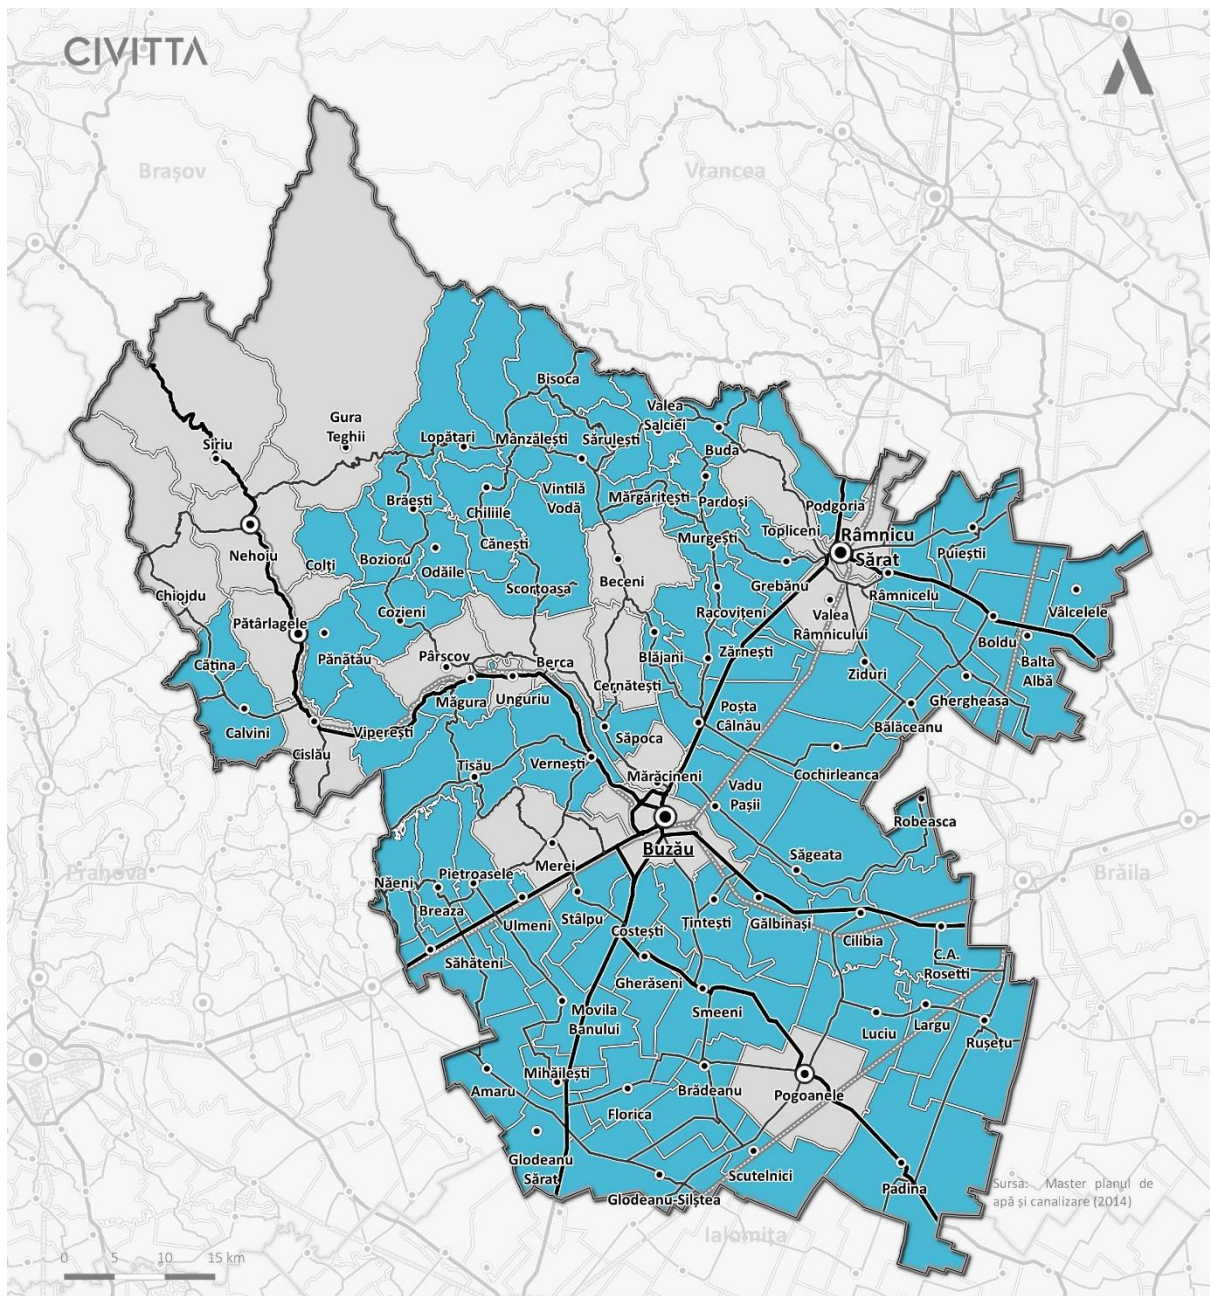 CIVITTA
Brașov
Vrancea
Bisoca
Valea
Salciei
Gura
Teghii
Siriu
Lopătari
Mânzălești
Sărulești
Buda
Vintilă
Vodă
Brăești
Chiliile
Mărgăritești
Pardoși
Podgoria
Topliceni
Râmnicu
Sărat
Murgești
Puieștii
Nehoiu
Colți
Bozioru
Cănești
Odăile
Beceni
Grebănu
Râmnicelu
Chiojdu
Scorțoasa
Vâlcelele
Pătârlagele
Cozieni
Racovițeni
Valea
Râmnicului
Boldu
Cătina
Pănătău
Pârscov
Berca
Blăjani
Zărnești
Balta
Albă
Ziduri
Măgura
Unguriu
Cernătești
Ghergheasa
Calvini
Viperești
Poșta
Câlnău
Bălăceanu
Cislău
Săpoca
Tisău
Vernești
Mărăcineni
Vadu
Pașii
Cochirleanca
Robeasca
Buzău
Săgeata
Prahova
Merei
Brăila
Năeni
Pietroasele
Breaza
Ulmeni
Stâlpu
Costești
Țintești
Gălbinași
Cilibia
C.A.
Rosetti
Săhăteni
Gherăseni
Movila
Banului
Smeeni
Luciu
Largu
Rușețu
Mihăilești
Amaru
Brădeanu
Pogoanele
Florica
Glodeanu
Sărat
Scutelnici
Padina
Glodeanu-Siliștea
Sursa: Master planul de
apă și canalizare (2014)
Ialomița
0 5 10 15 km